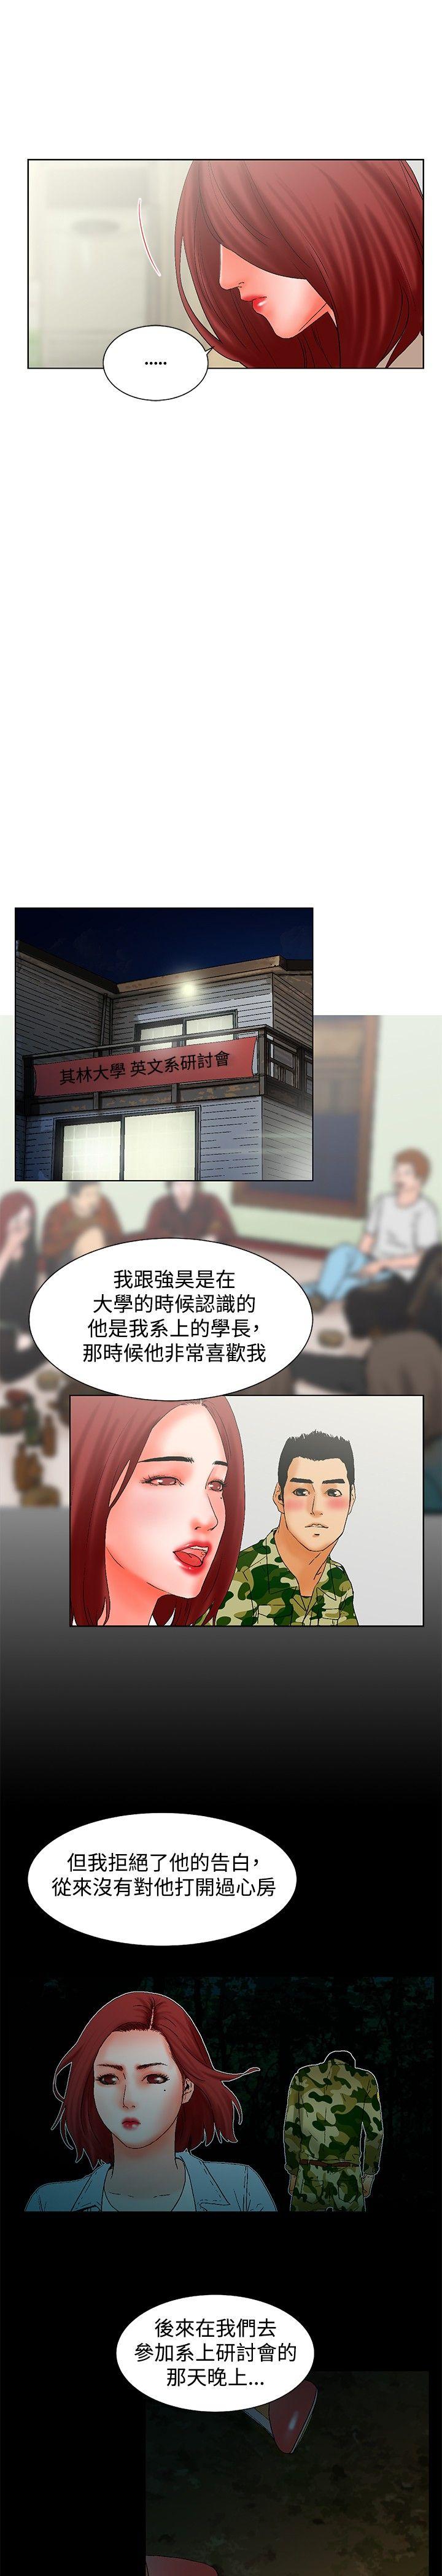 .....
其林大學 英文系研討會
我跟強昊是在
大學的時候認識的
他是我系上的學長,
那時候他非常喜歡我
但我拒絕了他的告白,
從來沒有對他打開過心房
後來在我們去
參加系上研討會的
那天晚上...